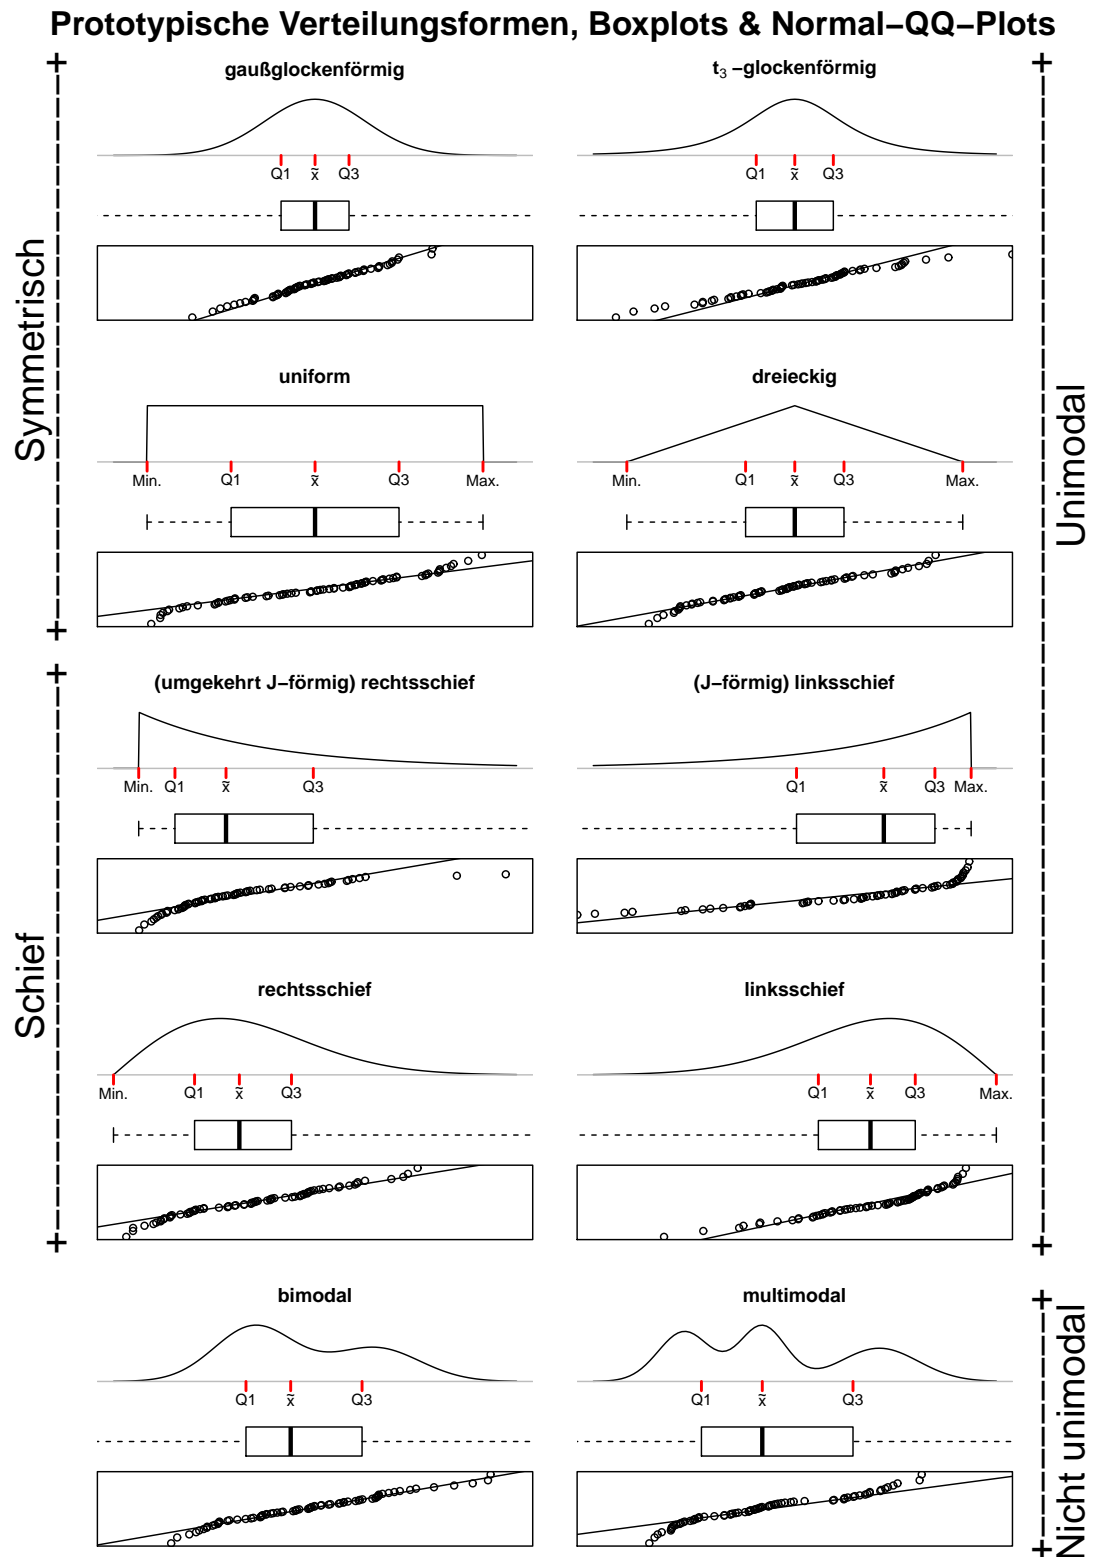 Prototypische Verteilungsformen, Boxplots & Normal−QQ−Plots
Symmetrisch
Unimodal
gaußglockenförmig
Q1 x̃ Q3
t₃ −glockenförmig
Q1 x̃ Q3
uniform
Min. Q1 x̃ Q3 Max.
dreieckig
Min. Q1 x̃ Q3 Max.
Schief
(umgekehrt J−förmig) rechtsschief
Min. Q1 x̃ Q3
(J−förmig) linksschief
Q1 x̃ Q3 Max.
rechtsschief
Min. Q1 x̃ Q3
linksschief
Q1 x̃ Q3 Max.
Nicht unimodal
bimodal
Q1 x̃ Q3
multimodal
Q1 x̃ Q3